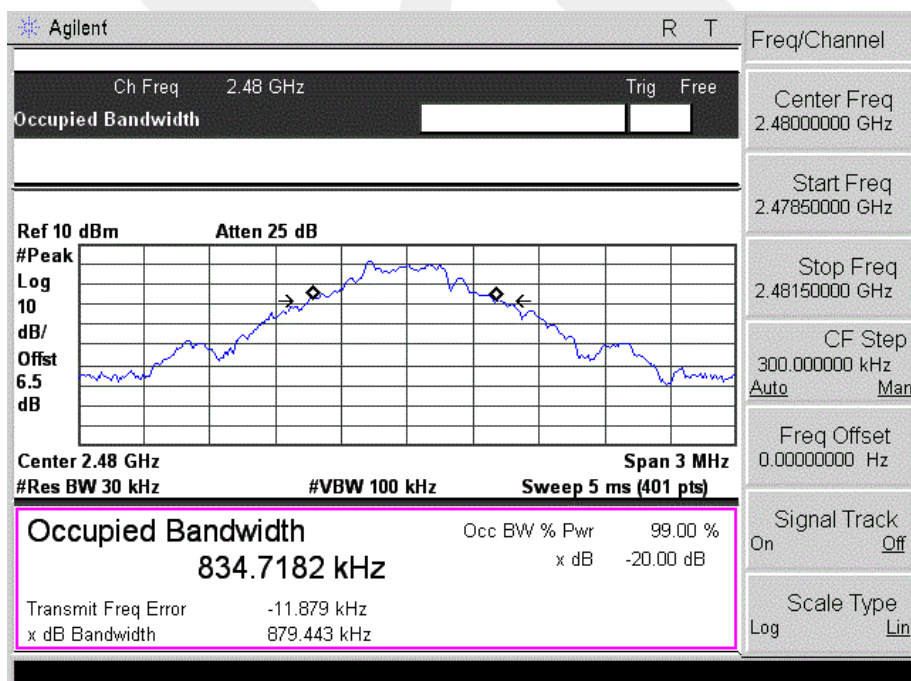 Agilent R T
Freq/Channel
Ch Freq 2.48 GHz Trig Free
Occupied Bandwidth
Center Freq
2.48000000 GHz
Start Freq
2.47850000 GHz
Stop Freq
2.48150000 GHz
CF Step
300.000000 kHz
Auto Man
Freq Offset
0.00000000 Hz
Signal Track
On Off
Scale Type
Log Lin
Ref 10 dBm Atten 25 dB
#Peak
Log
10
dB/
Offst
6.5
dB
Center 2.48 GHz Span 3 MHz
#Res BW 30 kHz #VBW 100 kHz Sweep 5 ms (401 pts)
Occupied Bandwidth Occ BW % Pwr 99.00 %
834.7182 kHz x dB -20.00 dB
Transmit Freq Error -11.879 kHz
x dB Bandwidth 879.443 kHz